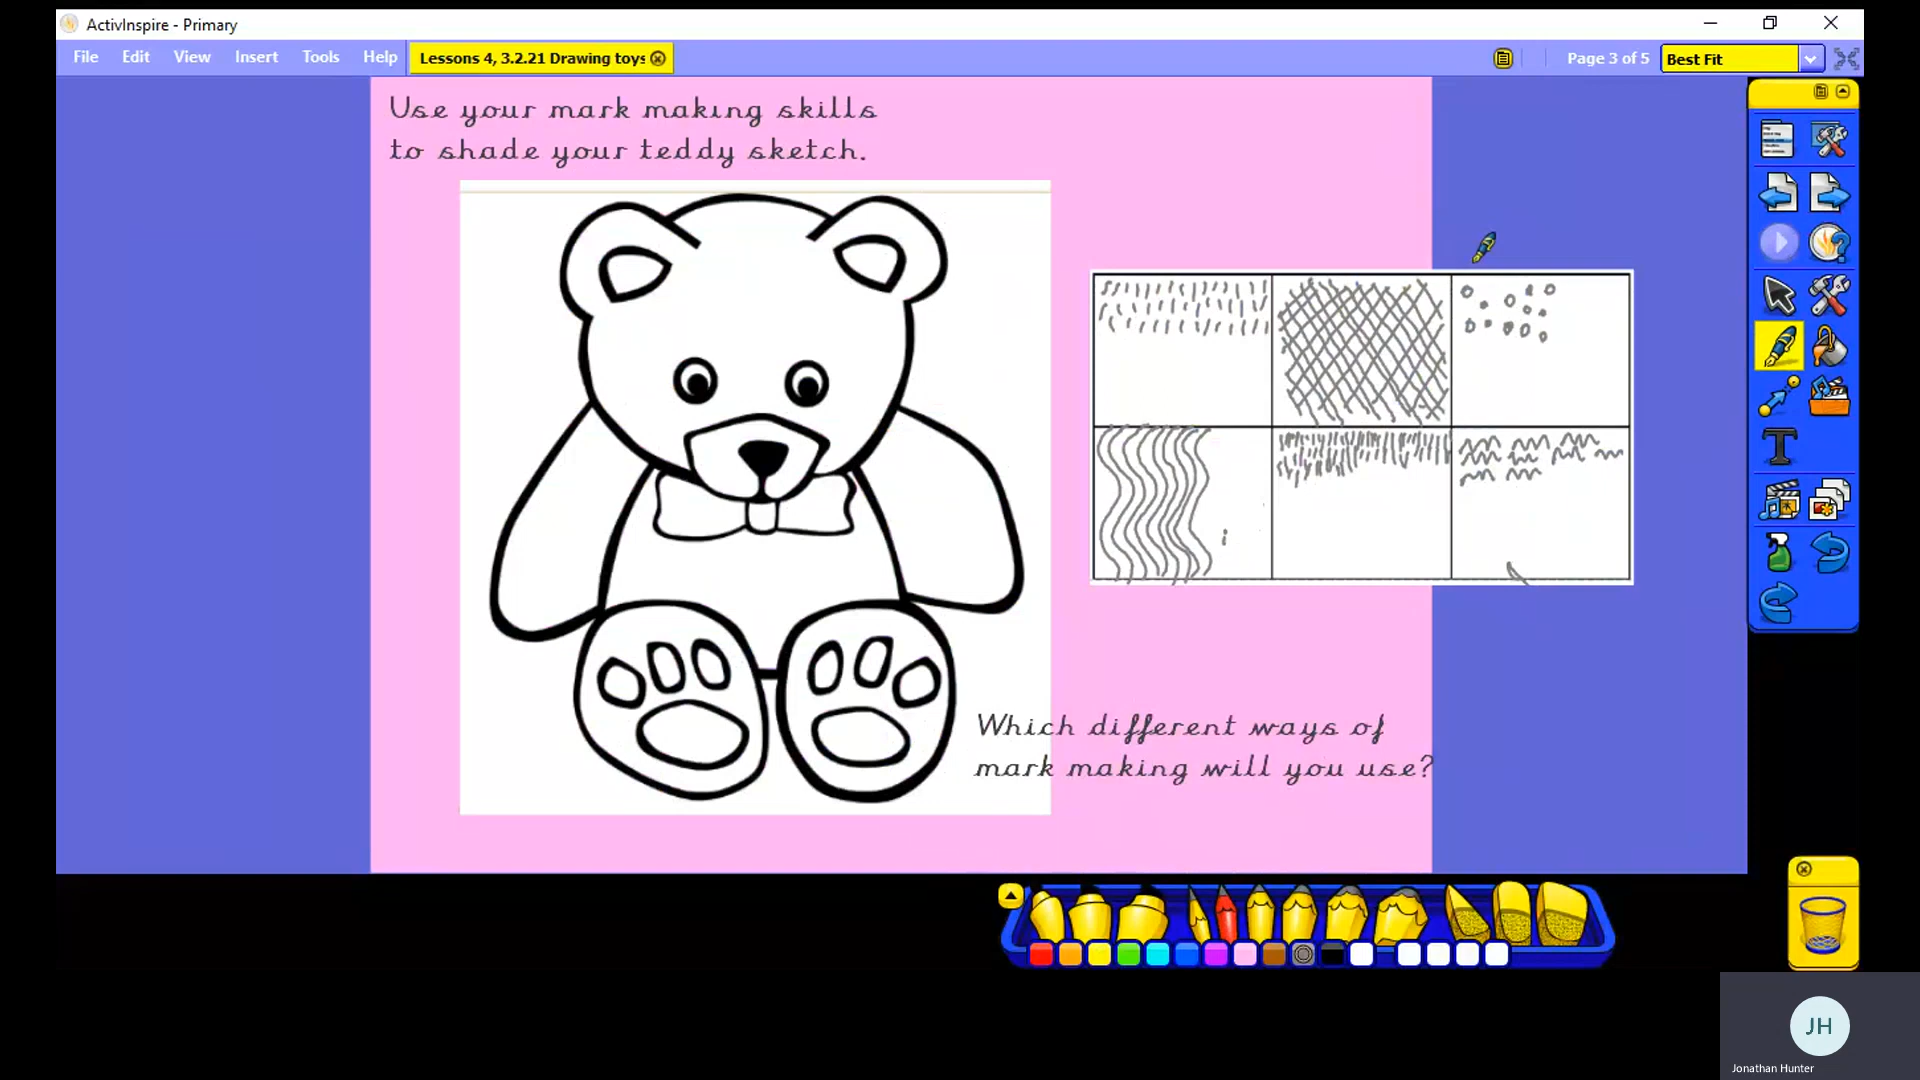 ActivInspire - Primary
File Edit View Insert Tools Help
Lessons 4, 3.2.21 Drawing toys
Page 3 of 5
Best Fit
Use your mark making skills
to shade your teddy sketch.
Which different ways of
mark making will you use?
JH
Jonathan Hunter